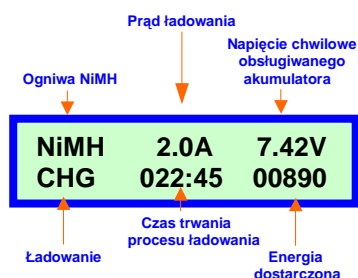 Prąd ładowania
Napięcie chwilowe
obsługiwanego
akumulatora
Ogniwa NiMH
NiMH 2.0A 7.42V
CHG 022:45 00890
Czas trwania
procesu ładowania
Ładowanie
Energia
dostarczona